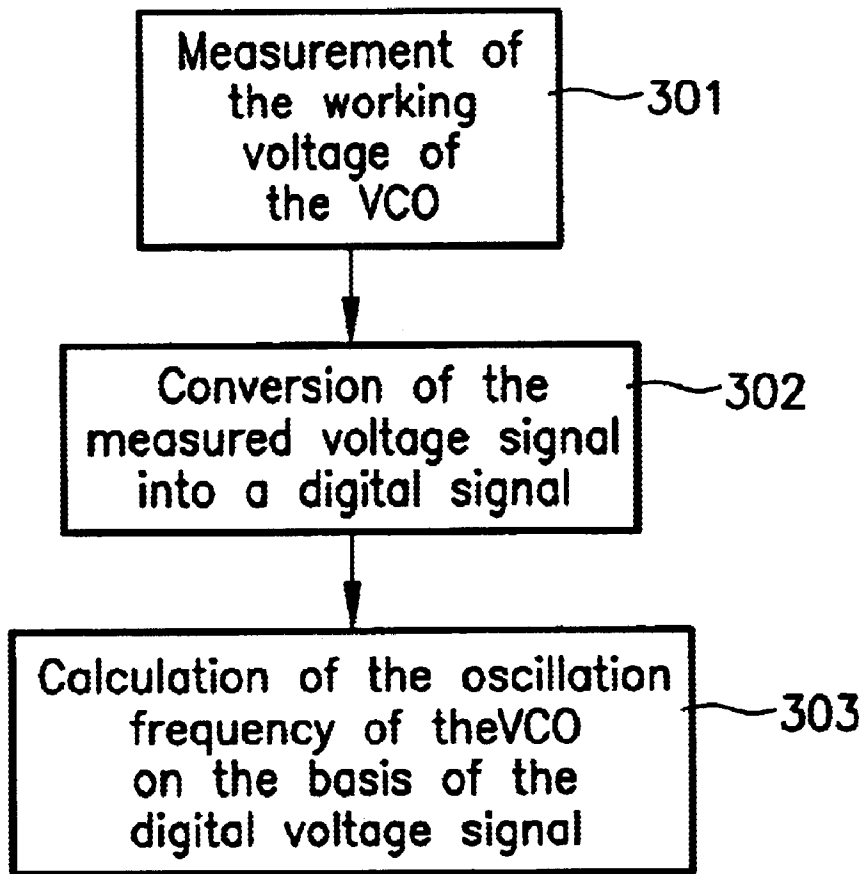 Measurement of
the working
voltage of
the VCO
301
Conversion of the
measured voltage signal
into a digital signal
302
Calculation of the oscillation
frequency of theVCO
on the basis of the
digital voltage signal
303